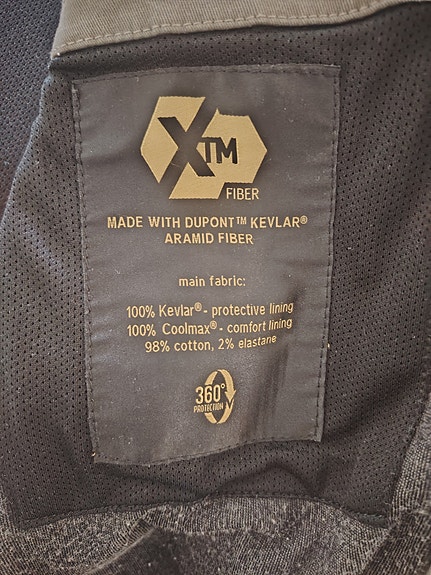 XTM
FIBER
MADE WITH DUPONT™ KEVLAR®
ARAMID FIBER
main fabric:
100% Kevlar® - protective lining
100% Coolmax® - comfort lining
98% cotton, 2% elastane
360°
PROTECTION